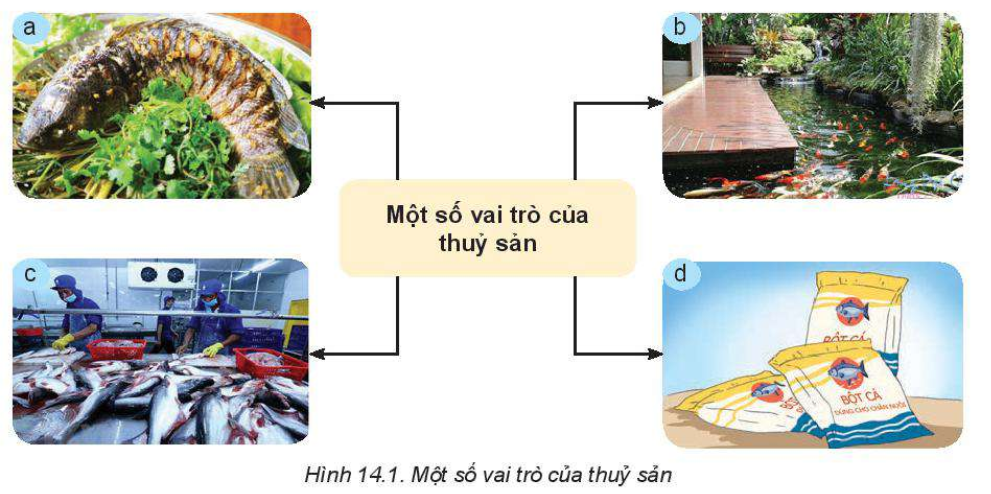 a
b
Một số vai trò của
thuỷ sản
c
d
BỘT CÁ
BỘT CÁ
DÙNG CHO CHĂN NUÔI
Hình 14.1. Một số vai trò của thuỷ sản